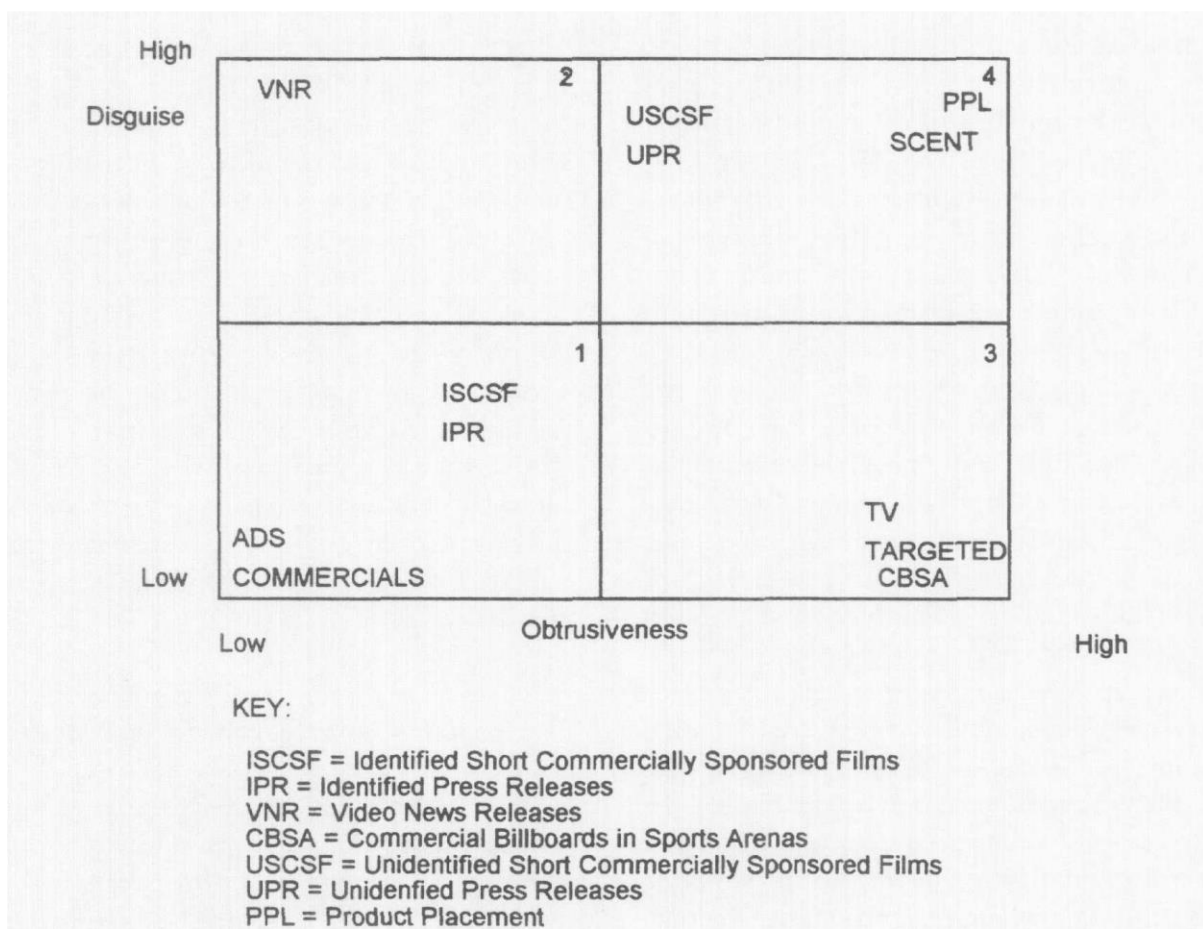 High
2
4
VNR
PPL
Disguise
USCSF
SCENT
UPR
1
3
ISCSF
IPR
TV
ADS
TARGETED
Low
COMMERCIALS
CBSA
Obtrusiveness
Low
High
KEY:
ISCSF = Identified Short Commercially Sponsored Films
IPR = Identified Press Releases
VNR = Video News Releases
CBSA = Commercial Billboards in Sports Arenas
USCSF = Unidentified Short Commercially Sponsored Films
UPR = Unidenfied Press Releases
PPL = Product Placement